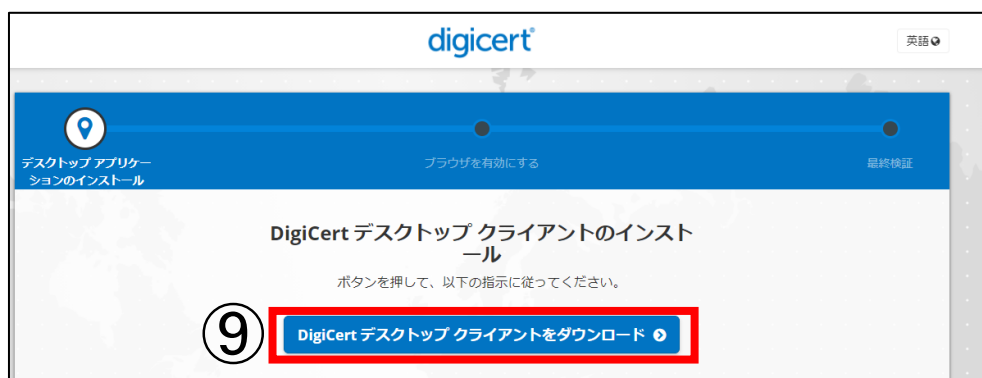 digicert®
英語
デスクトップ アプリケー
ションのインストール
ブラウザを有効にする
最終検証
DigiCert デスクトップ クライアントのインスト
ール
ボタンを押して、以下の指示に従ってください。
⑨
DigiCert デスクトップ クライアントをダウンロード